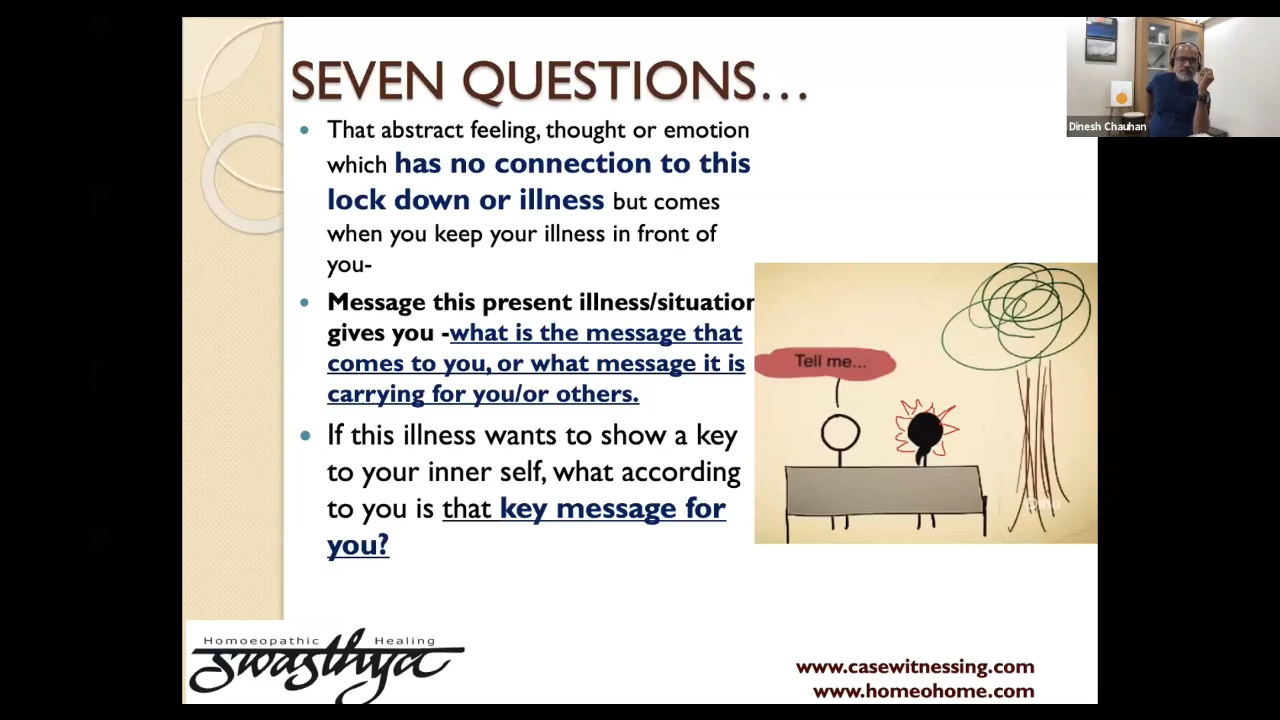 SEVEN QUESTIONS...
That abstract feeling, thought or emotion
which has no connection to this
lock down or illness but comes
when you keep your illness in front of
you-
Message this present illness/situation
gives you -what is the message that
comes to you, or what message it is
carrying for you/or others.
If this illness wants to show a key
to your inner self, what according
to you is that key message for
you?
Tell me...
Dinesh Chauhan
Homoeopathic Healing
swasthya
www.casewitnessing.com
www.homeohome.com